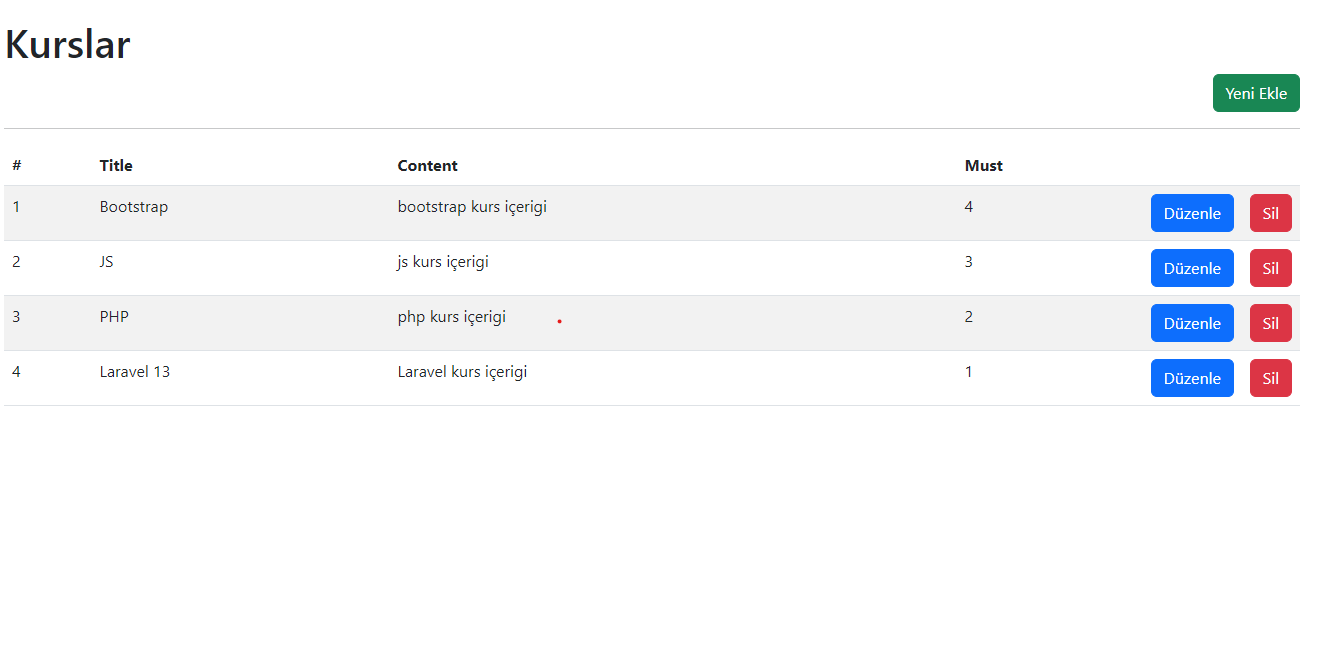 Kurslar
Yeni Ekle
# Title Content Must
1 Bootstrap bootstrap kurs içerigi 4 Düzenle Sil
2 JS js kurs içerigi 3 Düzenle Sil
3 PHP php kurs içerigi 2 Düzenle Sil
4 Laravel 13 Laravel kurs içerigi 1 Düzenle Sil